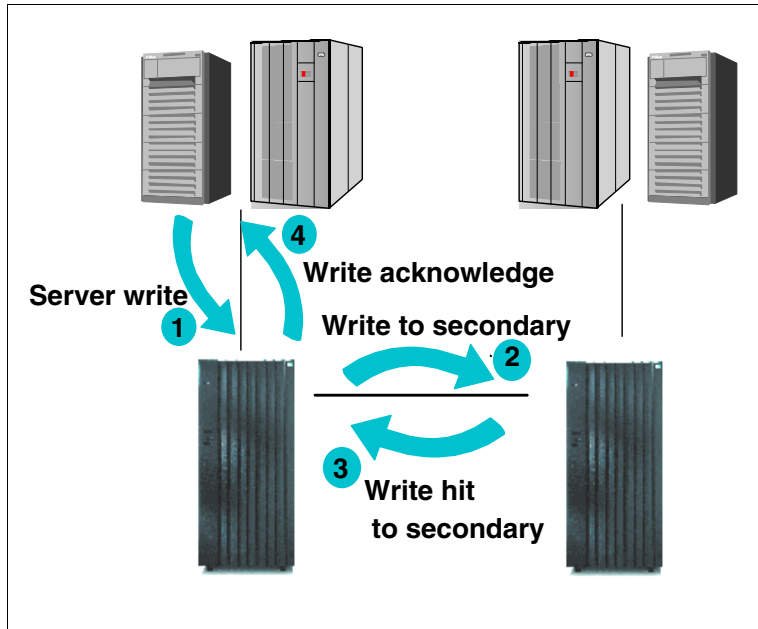 4
Write acknowledge
Server write
1
Write to secondary
2
3
Write hit
to secondary